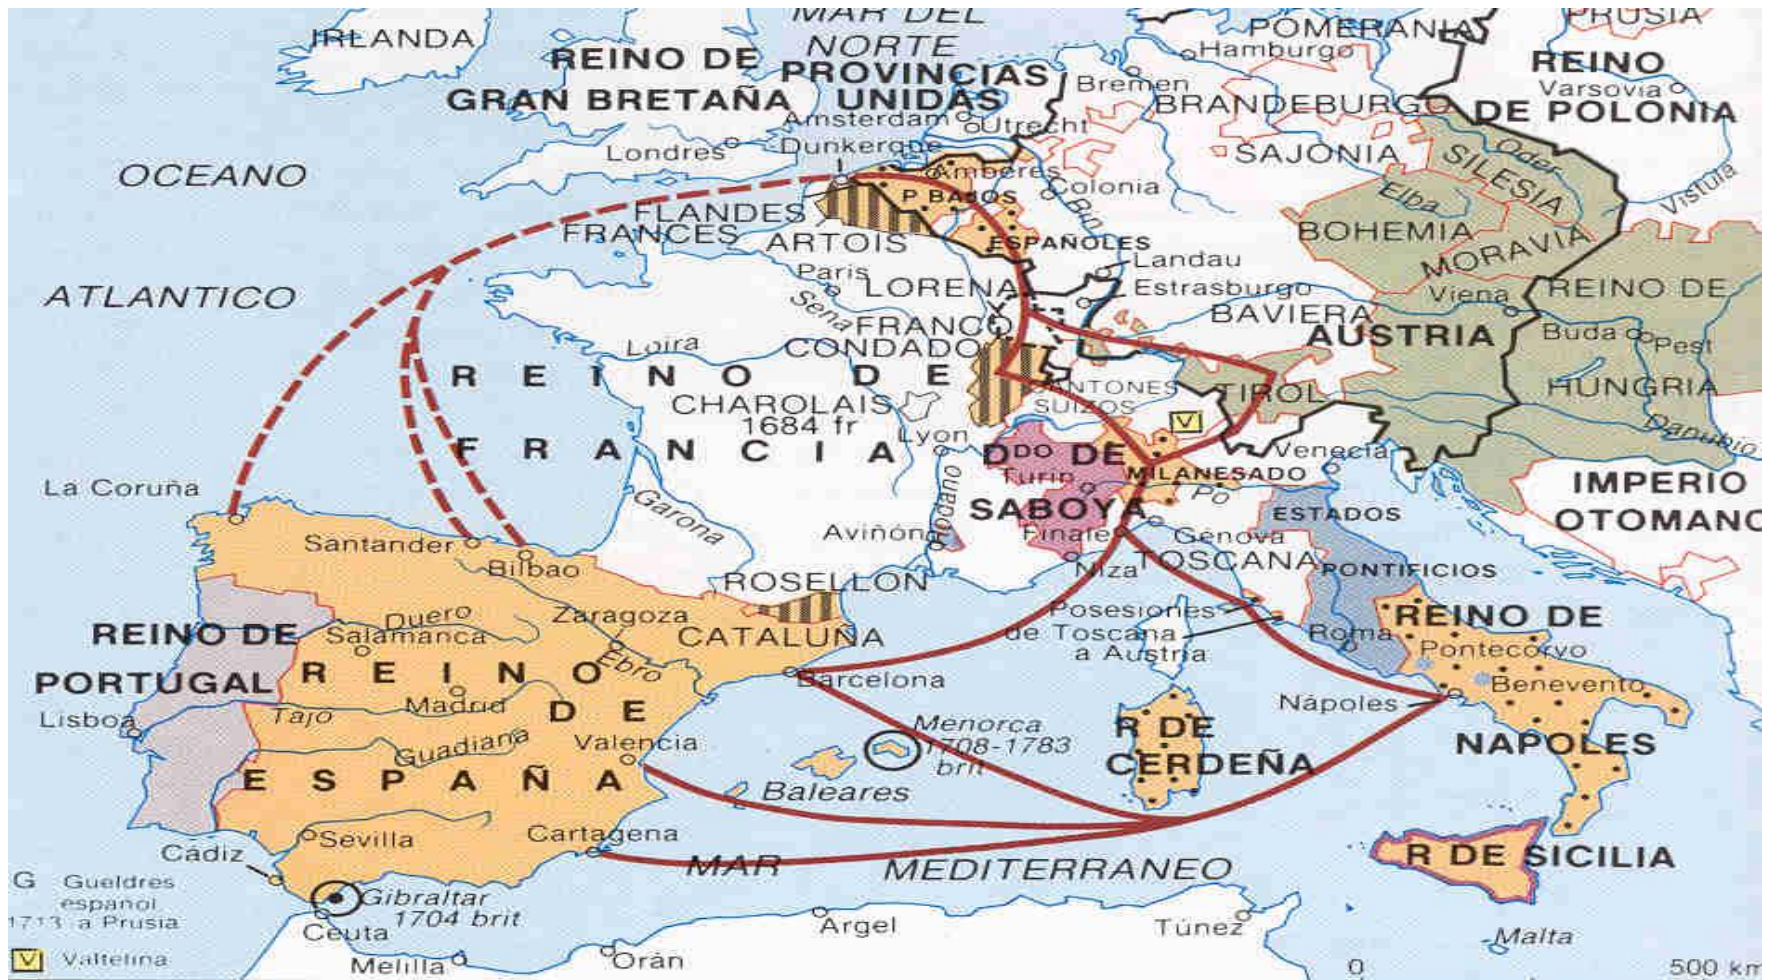 MAR DEL
NORTE
IRLANDA
REINO DE
GRAN BRETAÑA
PROVINCIAS
UNIDAS
Amsterdam
Utrecht
Dunkerque
Londres
POMERANIA
PRUSIA
Hamburgo
Bremen
BRANDEBURGO
REINO
DE POLONIA
Varsovia
SAJONIA
SILESIA
Oder
Elba
Vistula
OCEANO
ATLANTICO
Amberes
P BAJOS
ESPAÑOLES
Colonia
Rin
FLANDES
FRANCES
ARTOIS
BOHEMIA
MORAVIA
Paris
Sena
LORENA
Landau
Estrasburgo
BAVIERA
Viena
REINO DE
HUNGRIA
Buda
Pest
AUSTRIA
FRANCO
CONDADO
Loira
REINO DE
FRANCIA
CHAROLAIS
1684 fr
CANTONES
SUIZOS
TIROL
V
Danubio
Lyon
Ródano
DDO DE
SABOYA
Turin
MILANESADO
Po
Venecia
IMPERIO
OTOMANO
La Coruña
Garona
Aviñón
Finale
Génova
Niza
TOSCANA
ESTADOS
PONTIFICIOS
Santander
Bilbao
ROSELLON
Posesiones
de Toscana
a Austria
Roma
REINO DE
NAPOLES
Pontecorvo
Benevento
Nápoles
REINO DE
PORTUGAL
Duero
Salamanca
Zaragoza
Ebro
CATALUÑA
Barcelona
REINO
DE
ESPAÑA
Madrid
Tajo
Lisboa
Guadiana
Valencia
Menorca
1708-1783
brit
Baleares
R DE
CERDEÑA
Sevilla
Cartagena
Cádiz
MAR MEDITERRANEO
R DE SICILIA
Gibraltar
1704 brit
Ceuta
Melilla
Orán
Argel
Túnez
Malta
G Gueldres
español
1713 a Prusia
V Valtelina
0 500 km